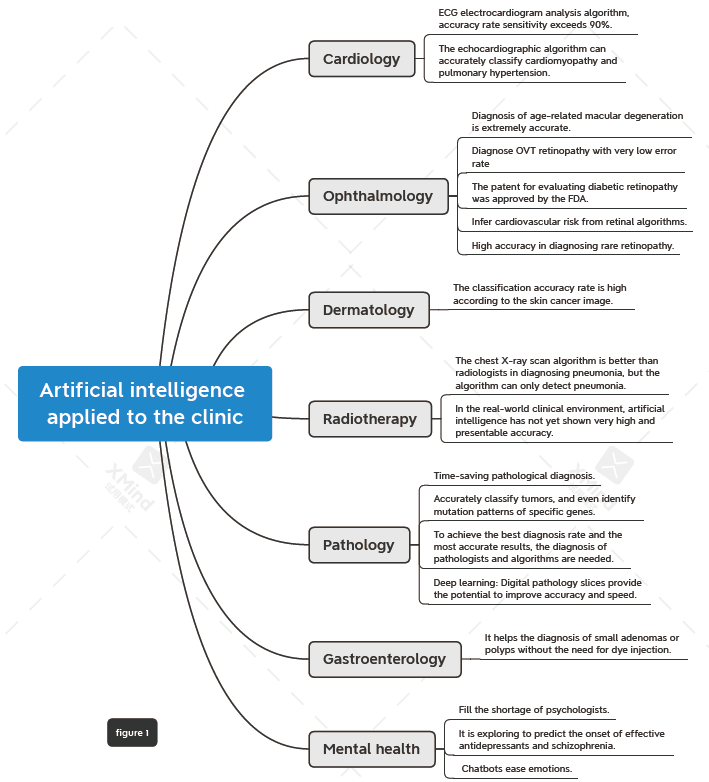 ECG electrocardiogram analysis algorithm,
accuracy rate sensitivity exceeds 90%.
Cardiology
The echocardiographic algorithm can
accurately classify cardiomyopathy and
pulmonary hypertension.
Diagnosis of age-related macular degeneration
is extremely accurate.
Diagnose OVT retinopathy with very low error
rate
Ophthalmology
The patent for evaluating diabetic retinopathy
was approved by the FDA.
Infer cardiovascular risk from retinal algorithms.
High accuracy in diagnosing rare retinopathy.
Dermatology
The classification accuracy rate is high
according to the skin cancer image.
Artificial intelligence
applied to the clinic
The chest X-ray scan algorithm is better than
radiologists in diagnosing pneumonia, but the
algorithm can only detect pneumonia.
Radiotherapy
In the real-world clinical environment, artificial
intelligence has not yet shown very high and
presentable accuracy.
XMind
试用模式
XMind
Time-saving pathological diagnosis.
Accurately classify tumors, and even identify
mutation patterns of specific genes.
Pathology
To achieve the best diagnosis rate and the
most accurate results, the diagnosis of
pathologists and algorithms are needed.
Deep learning: Digital pathology slices provide
the potential to improve accuracy and speed.
Gastroenterology
It helps the diagnosis of small adenomas or
polyps without the need for dye injection.
figure 1
Fill the shortage of psychologists.
Mental health
It is exploring to predict the onset of effective
antidepressants and schizophrenia.
Chatbots ease emotions.